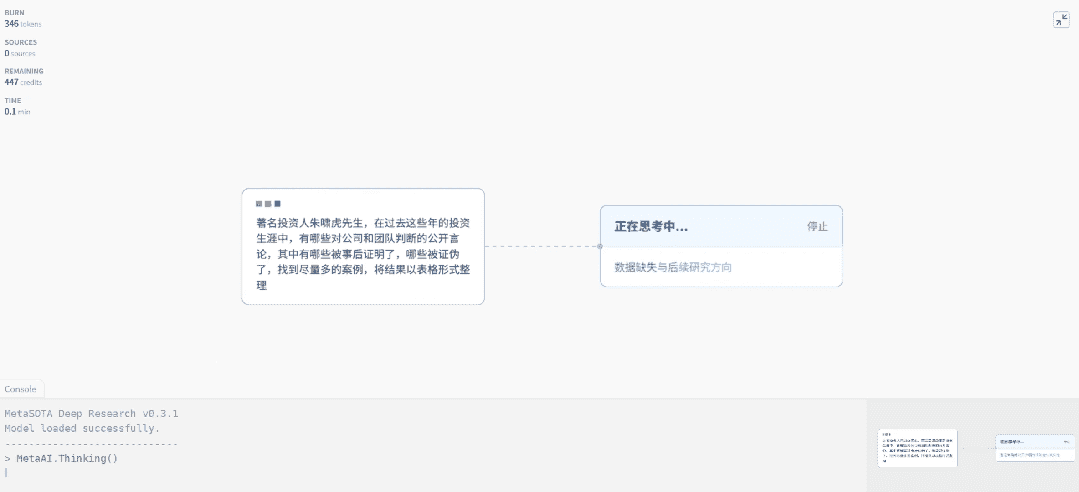 BURN
346 tokens
SOURCES
0 sources
REMAINING
447 credits
TIME
0.1 min
著名投资人朱啸虎先生，在过去这些年的投资
生涯中，有哪些对公司和团队判断的公开言
论，其中有哪些被事后证明了，哪些被证伪
了，找到尽量多的案例，将结果以表格形式整
理
正在思考中...
停止
数据缺失与后续研究方向
Console
MetaSOTA Deep Research v0.3.1
Model loaded successfully.
----------------------------
> MetaAI.Thinking()